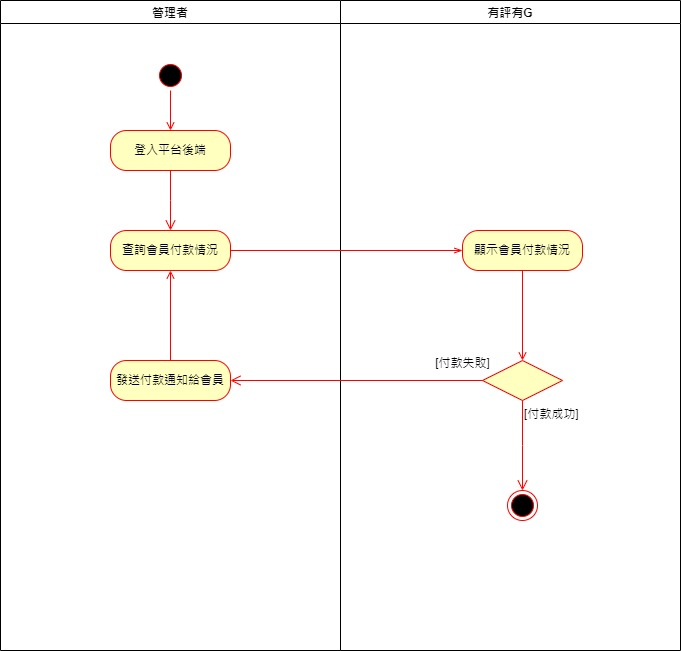 管理者
有評有G
登入平台後端
查詢會員付款情況
顯示會員付款情況
[付款失敗]
發送付款通知給會員
[付款成功]